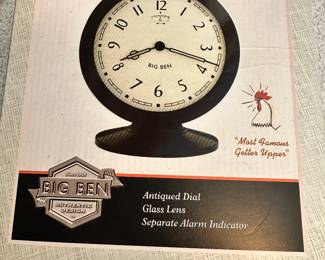 12
11
1
10
2
9
3
8
4
7
5
6
BIG BEN
"Most Famous
Getter Upper"
BIG BEN
AUTHENTIC
DESIGN
Antiqued Dial
Glass Lens
Separate Alarm Indicator